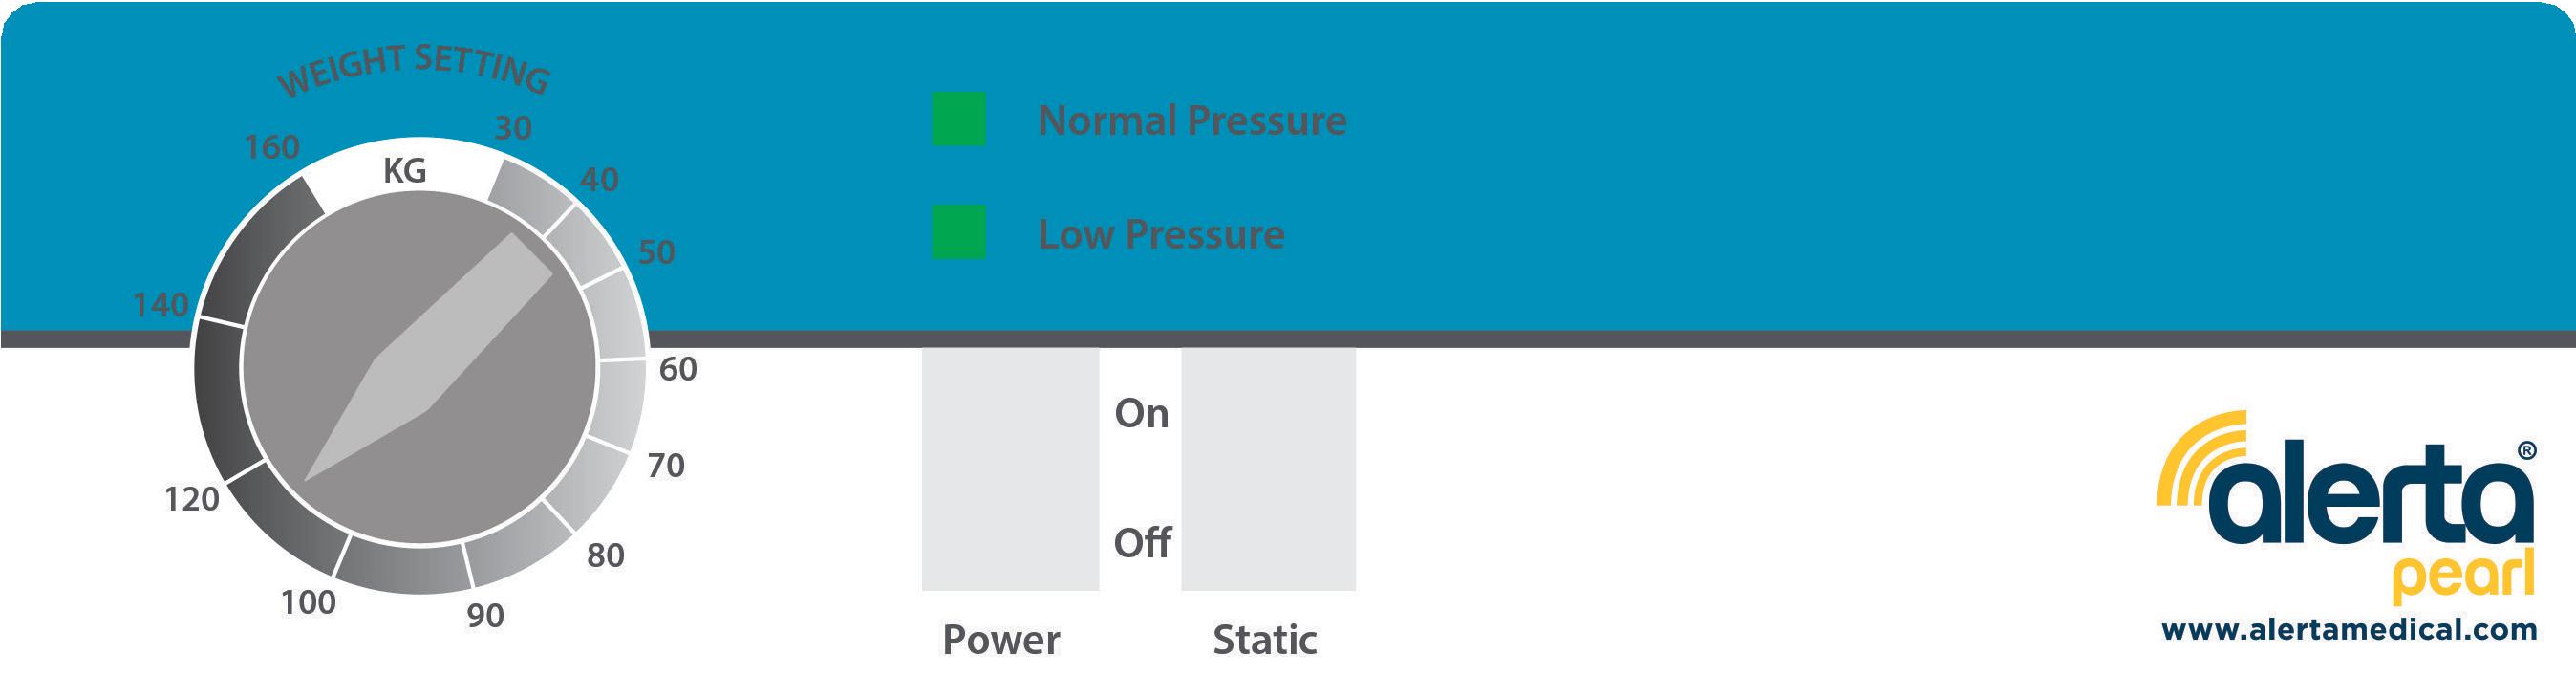 WEIGHT SETTING
KG
30
40
50
60
70
80
90
100
120
140
160
Normal Pressure
Low Pressure
On
Off
Power
Static
alerta®
pearl
www.alertamedical.com